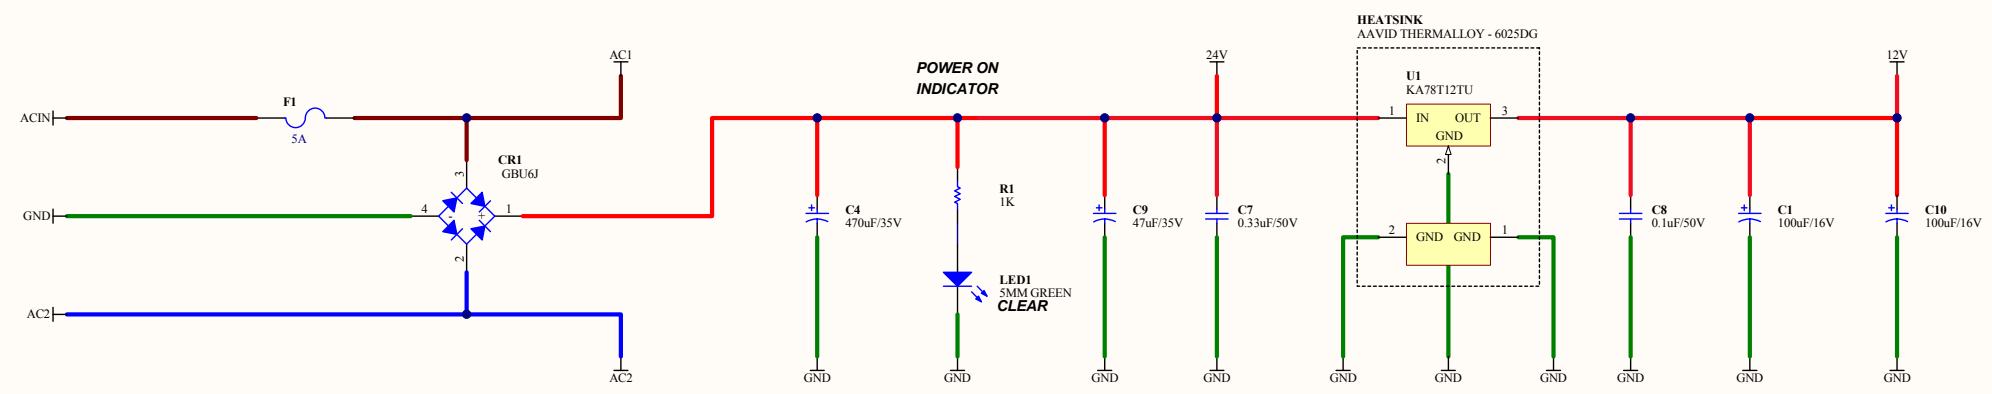 HEATSINK
AAVID THERMALLOY - 6025DG
AC1
24V
12V
POWER ON
INDICATOR
U1
KA78T12TU
F1
5A
ACIN
1
IN
OUT
3
GND
2
CR1
GBU6J
3
R1
1K
GND
4
-
+
1
C4
470uF/35V
C9
47uF/35V
C7
0.33uF/50V
C8
0.1uF/50V
C1
100uF/16V
C10
100uF/16V
2
GND
GND
1
2
LED1
5MM GREEN
CLEAR
AC2
AC2
GND
GND
GND
GND
GND
GND
GND
GND
GND
GND
+
+
+
+